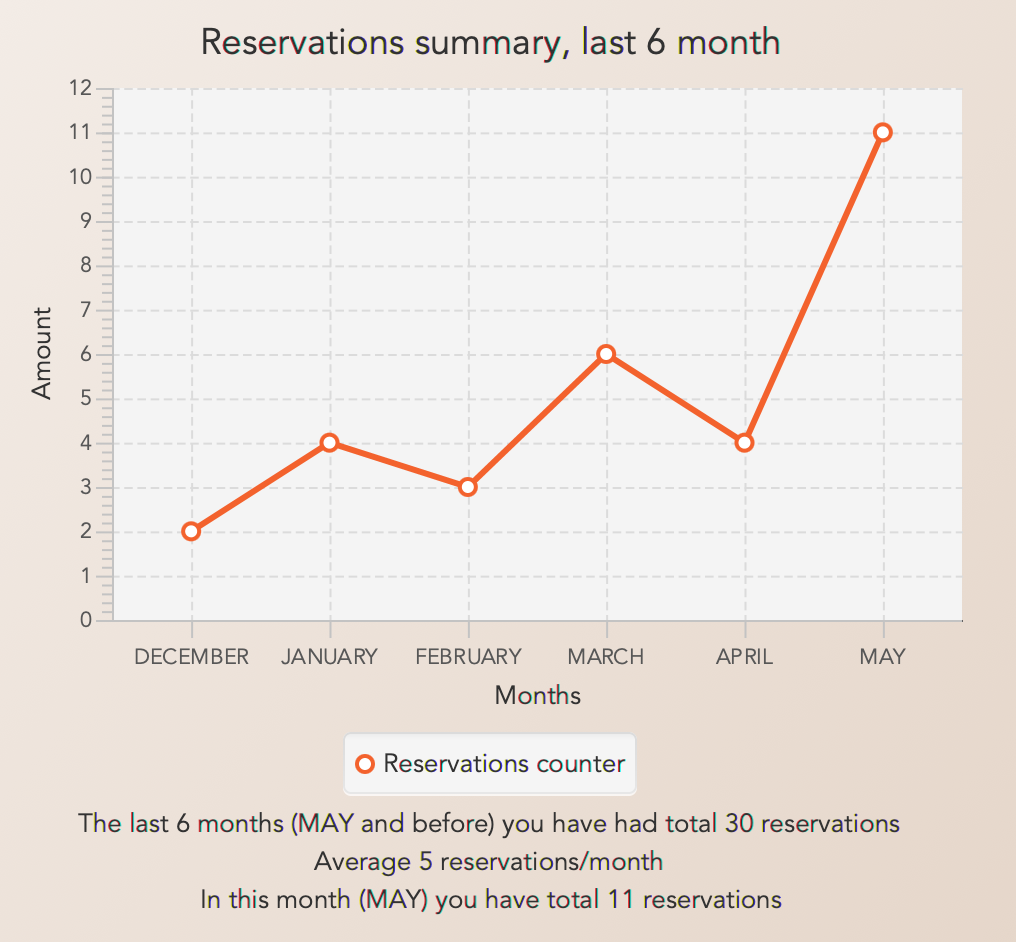 Reservations summary, last 6 month
12
11
10
9
8
7
6
5
4
3
2
1
0
Amount
DECEMBER JANUARY FEBRUARY MARCH APRIL MAY
Months
Reservations counter
The last 6 months (MAY and before) you have had total 30 reservations
Average 5 reservations/month
In this month (MAY) you have total 11 reservations